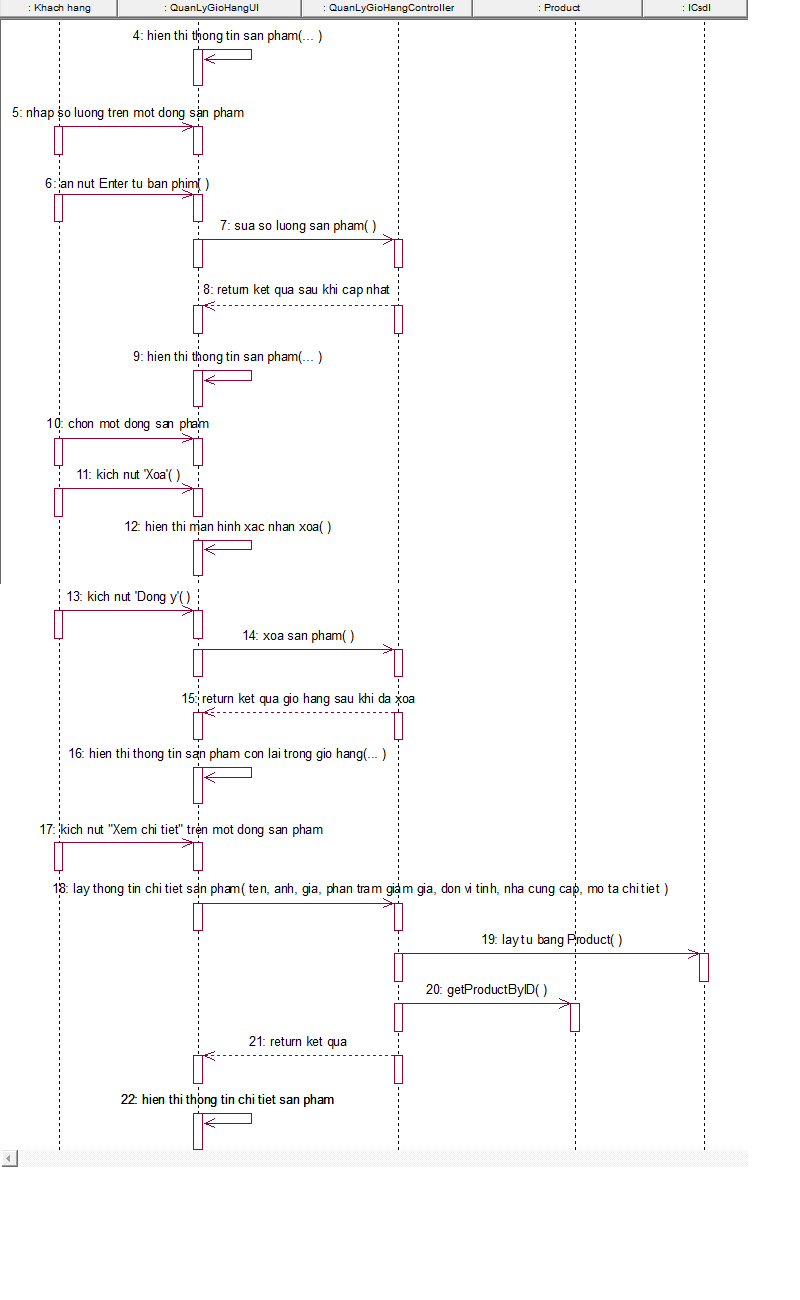 : Khach hang
: QuanLyGioHangUI
: QuanLyGioHangController
: Product
: ICsdl
4: hien thi thong tin san pham(... )
5: nhap so luong tren mot dong san pham
6: an nut Enter tu ban phim( )
7: sua so luong san pham( )
8: return ket qua sau khi cap nhat
9: hien thi thong tin san pham(... )
10: chon mot dong san pham
11: kich nut 'Xoa'( )
12: hien thi man hinh xac nhan xoa( )
13: kich nut 'Dong y'( )
14: xoa san pham( )
15: return ket qua gio hang sau khi da xoa
16: hien thi thong tin san pham con lai trong gio hang(... )
17: kich nut "Xem chi tiet" tren mot dong san pham
18: lay thong tin chi tiet san pham( ten, anh, gia, phan tram giam gia, don vi tinh, nha cung cap, mo ta chi tiet )
19: lay tu bang Product( )
20: getProductByID( )
21: return ket qua
22: hien thi thong tin chi tiet san pham